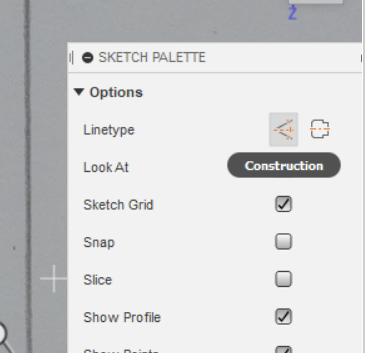 Z
SKETCH PALETTE
Options
Linetype
Look At
Construction
Sketch Grid
Snap
Slice
Show Profile
Show Points